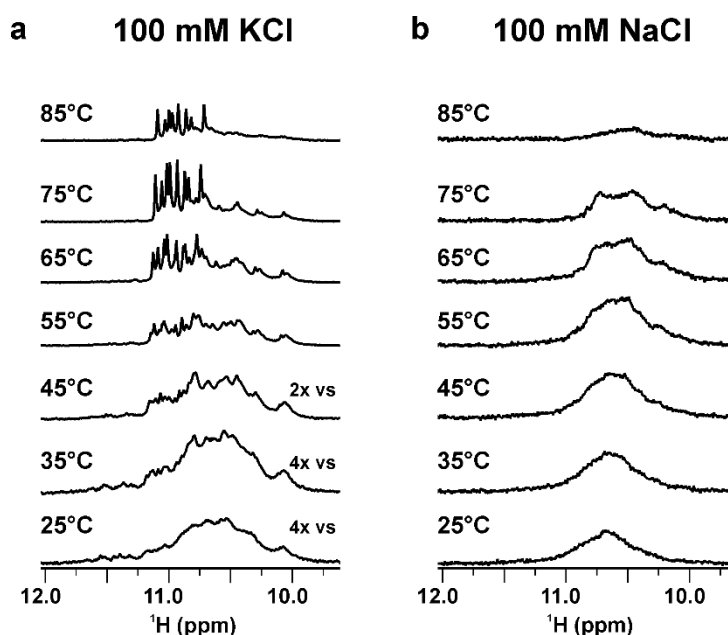 a 100 mM KCl
85°C
75°C
65°C
55°C
45°C 2x vs
35°C 4x vs
25°C 4x vs
12.0 11.0 10.0
¹H (ppm)
b 100 mM NaCl
85°C
75°C
65°C
55°C
45°C
35°C
25°C
12.0 11.0 10.0
¹H (ppm)